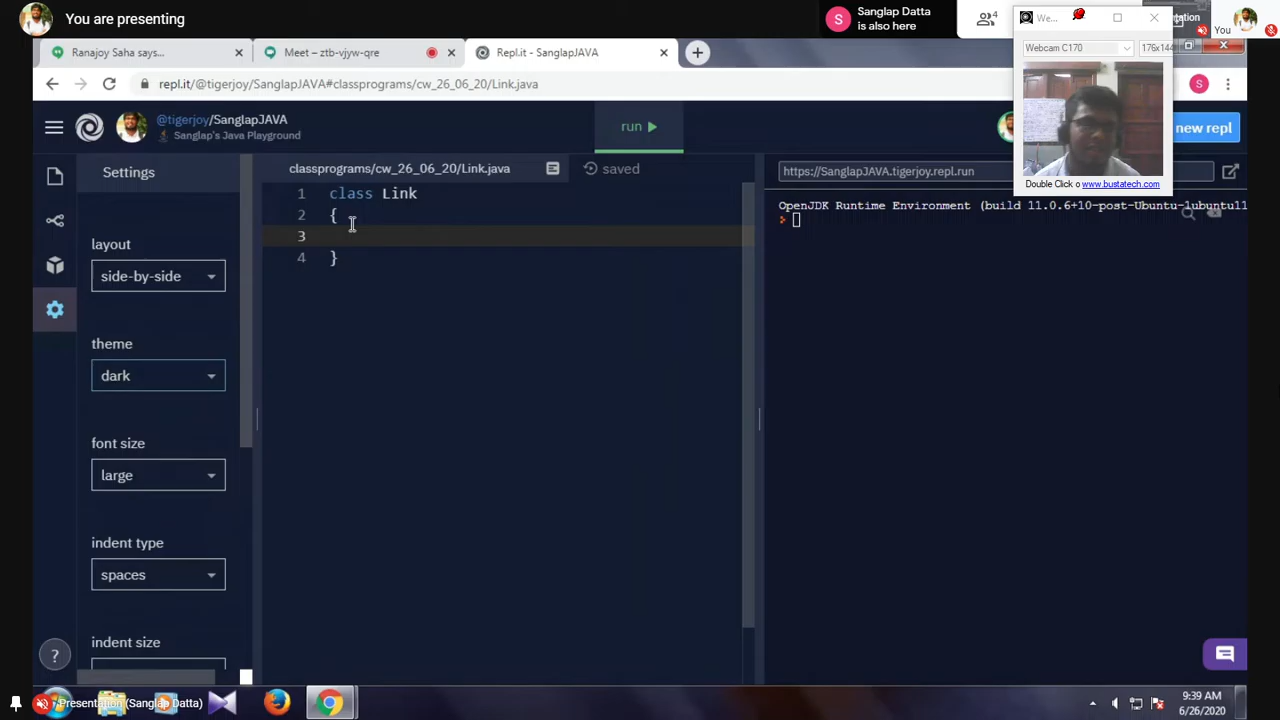 You are presenting
S
Sanglap Datta
is also here
4
We...
You
Webcam C170
176x144
Double Click o www.bustatech.com
Ranajoy Saha says...
Meet – ztb-vjyw-qre
Repl.it - SanglapJAVA
repl.it/@tigerjoy/SanglapJAVA#classprograms/cw_26_06_20/Link.java
S
@tigerjoy/SanglapJAVA
Sanglap's Java Playground
run
new repl
Settings
classprograms/cw_26_06_20/Link.java
saved
https://SanglapJAVA.tigerjoy.repl.run
1 class Link
2 {
3
4 }
OpenJDK Runtime Environment (build 11.0.6+10-post-Ubuntu-1ubuntu11
layout
side-by-side
theme
dark
font size
large
indent type
spaces
indent size
?
Presentation (Sanglap Datta)
9:39 AM
6/26/2020